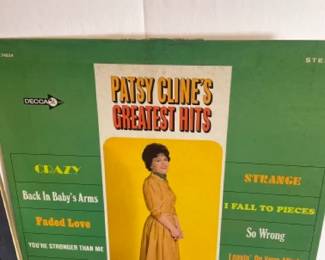 STE
DECCA
PATSY CLINE'S
GREATEST HITS
CRAZY
Back In Baby's Arms
Faded Love
YOU'RE STRONGER THAN ME
STRANGE
I FALL TO PIECES
So Wrong